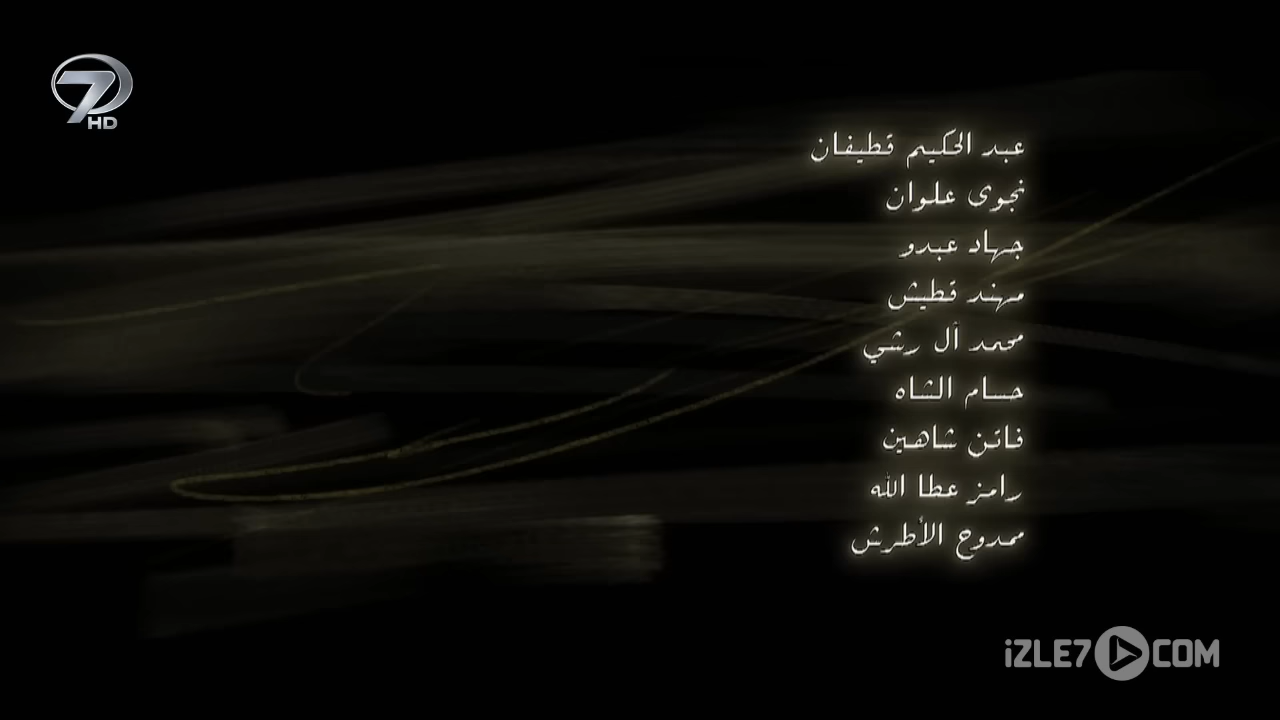 7 HD
عبد الحكيم قطيفان
نجوى علوان
جهاد عبدو
مهند قطيش
محمد آل رشي
حسام الشاه
فاتن شاهين
رامز عطا الله
ممدوح الأطرش
iZLE7 COM